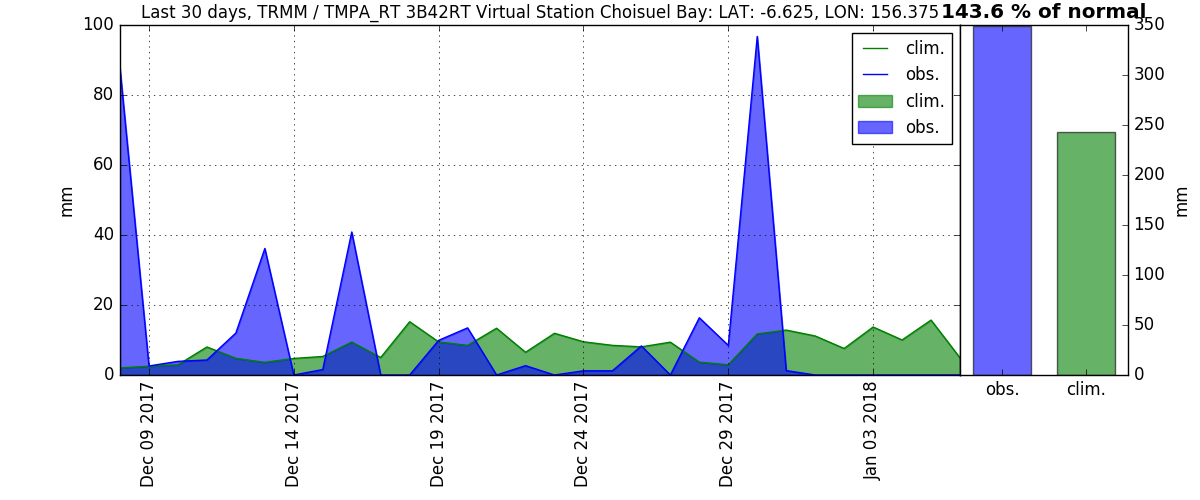 Last 30 days, TRMM / TMPA_RT 3B42RT Virtual Station Choisuel Bay: LAT: -6.625, LON: 156.375
143.6 % of normal
100
80
60
40
20
0
mm
clim.
obs.
clim.
obs.
Dec 09 2017
Dec 14 2017
Dec 19 2017
Dec 24 2017
Dec 29 2017
Jan 03 2018
350
300
250
200
150
100
50
0
mm
obs.
clim.